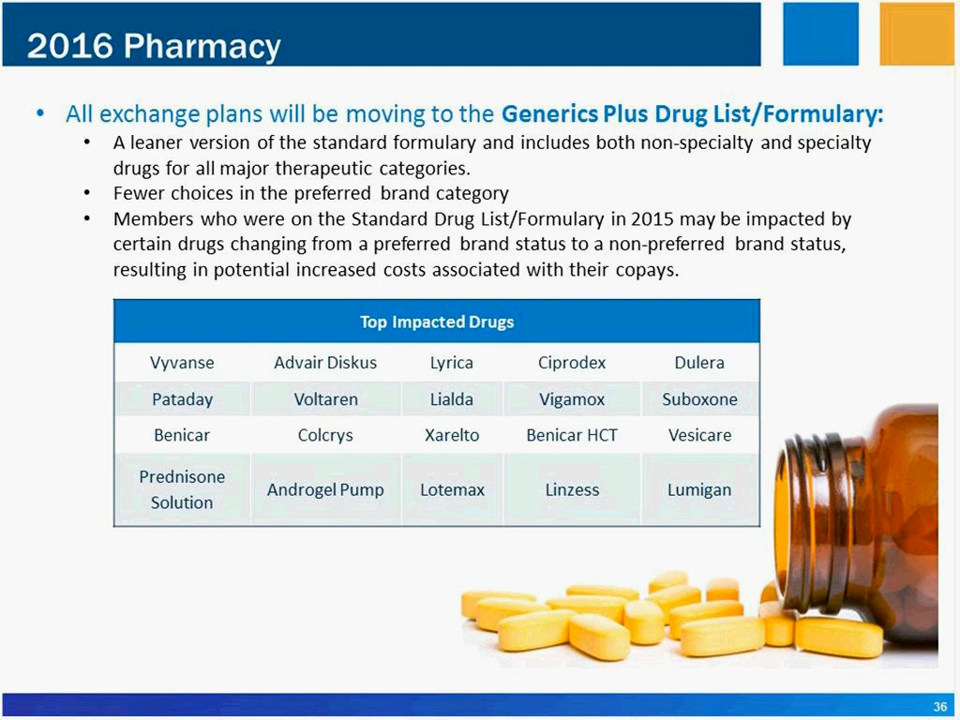 2016 Pharmacy
• All exchange plans will be moving to the Generics Plus Drug List/Formulary:
• A leaner version of the standard formulary and includes both non-specialty and specialty
drugs for all major therapeutic categories.
• Fewer choices in the preferred brand category
• Members who were on the Standard Drug List/Formulary in 2015 may be impacted by
certain drugs changing from a preferred brand status to a non-preferred brand status,
resulting in potential increased costs associated with their copays.
Top Impacted Drugs
Vyvanse Advair Diskus Lyrica Ciprodex Dulera
Pataday Voltaren Lialda Vigamox Suboxone
Benicar Colcrys Xarelto Benicar HCT Vesicare
Prednisone
Solution Androgel Pump Lotemax Linzess Lumigan
36